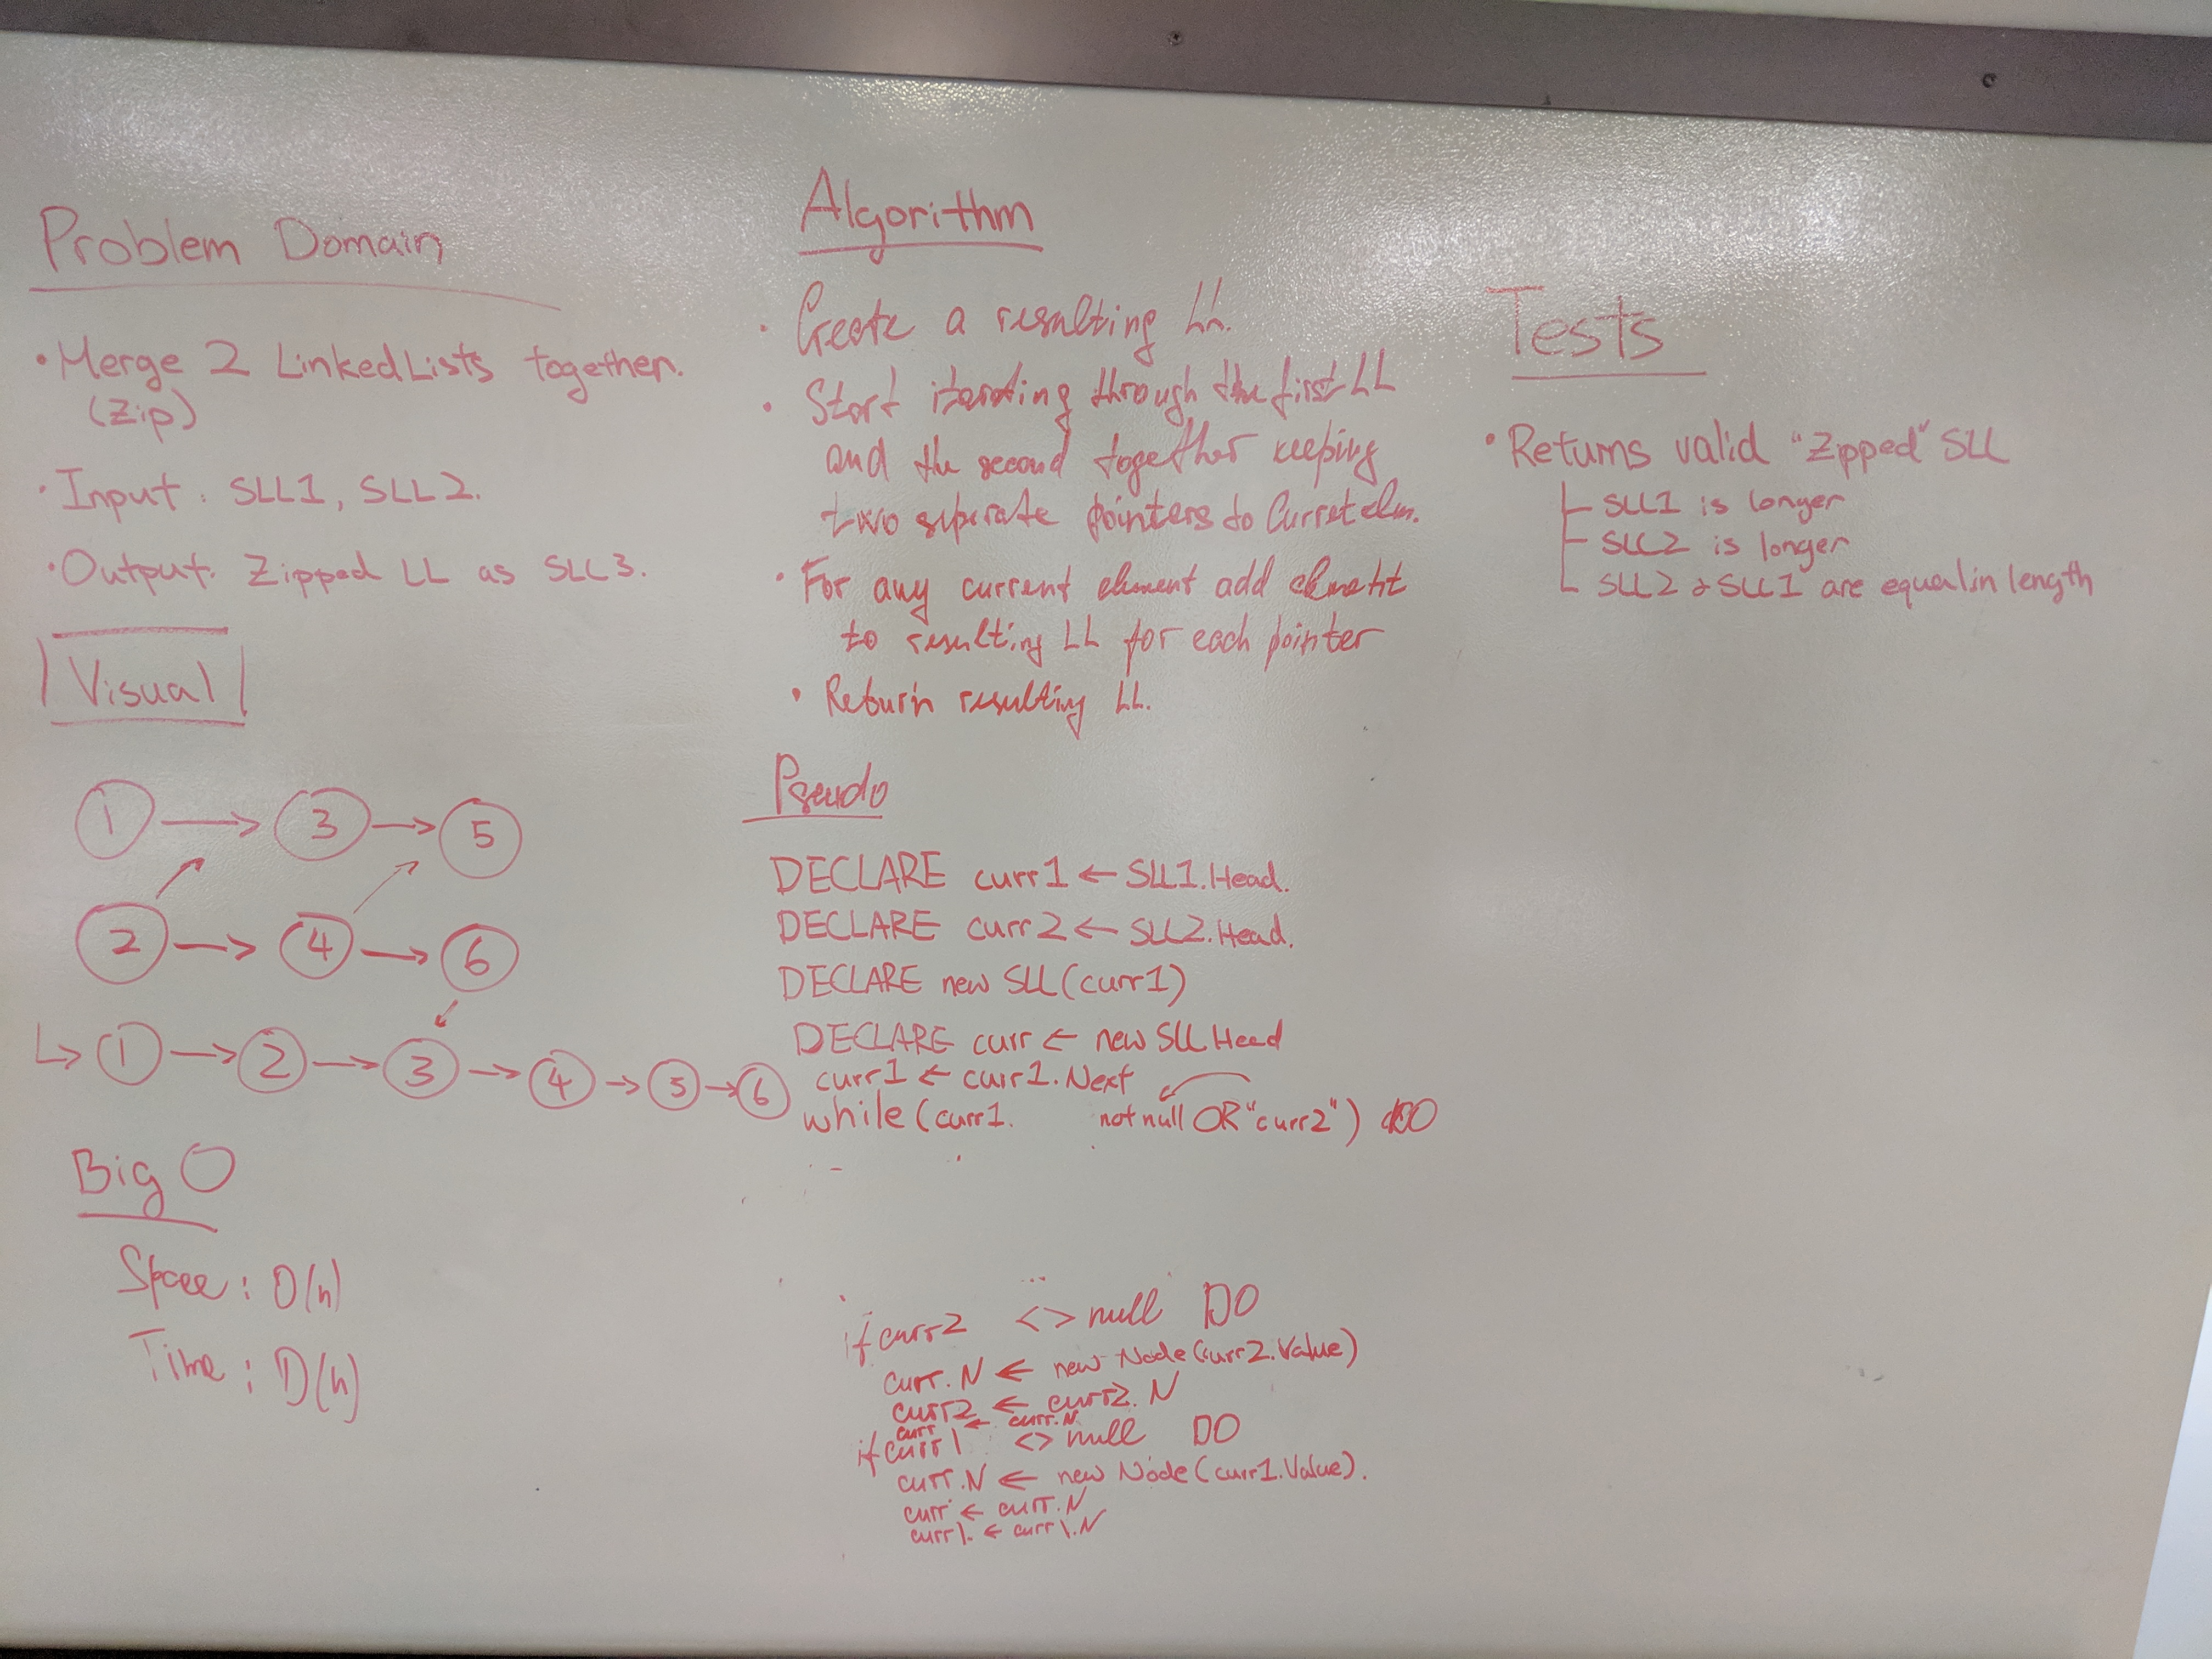 Problem Domain
• Merge 2 LinkedLists together.
(Zip)
• Input: SLL1, SLL2.
• Output: Zipped LL as SLL3.
Visual
1 → 3 → 5
2 → 4 → 6
↳ 1 → 2 → 3 → 4 → 5 → 6
Big O
Space: O(n)
Time: O(n)
Algorithm
• Create a resulting LL.
• Start iterating through the first LL
and the second together keeping
two seperate pointers to
• For any current element add
to resulting LL for each pointer
• Return resulting LL.
Pseudo
DECLARE curr1 ← SLL1.Head.
DECLARE curr2 ← SLL2.Head.
DECLARE new SLL(curr1)
DECLARE curr ← new SLL Head
curr1 ← curr1.Next
while (curr1. not null OR "curr2") DO
if curr2 <> null DO
curr.N ← new Node(curr2.Value)
curr2 ← curr2.N
curr ← curr.N
if curr1 <> null DO
curr.N ← new Node(curr1.Value).
curr ← curr.N
curr1. ← curr1.N
Tests
• Returns valid "Zipped" SLL
SLL1 is longer
SLL2 is longer
SLL2 & SLL1 are equal in length